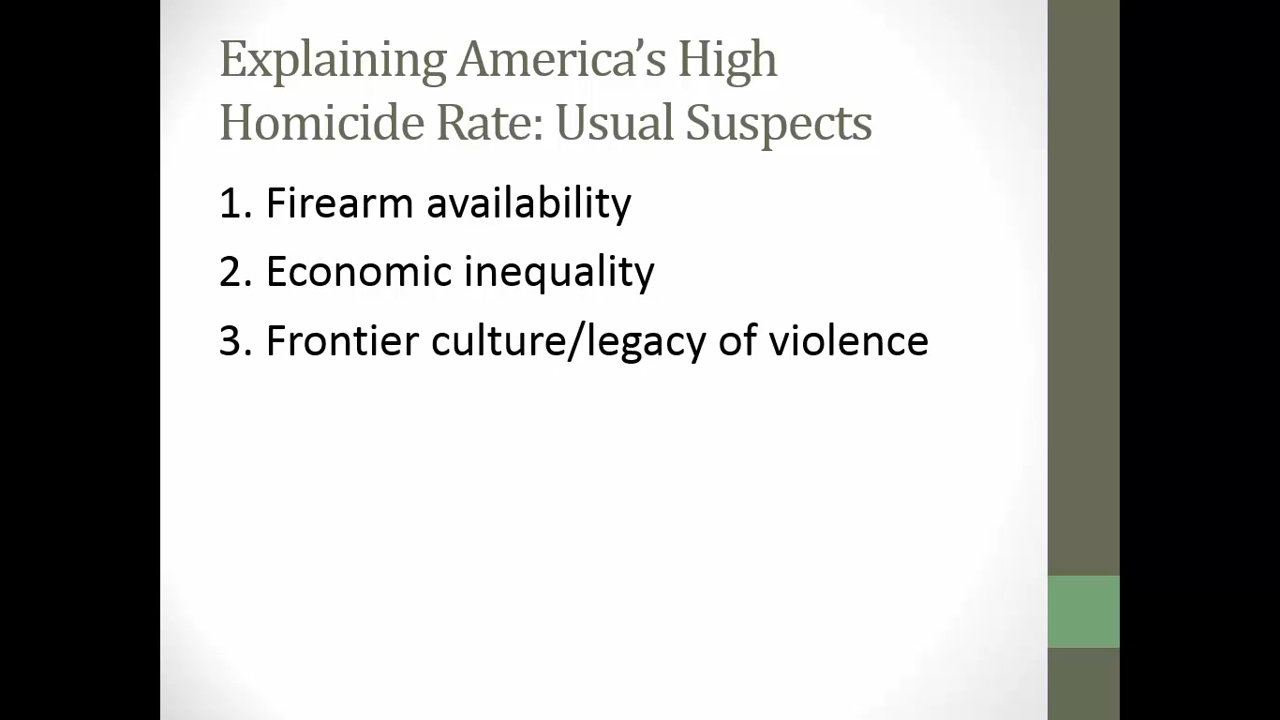 Explaining America’s High
Homicide Rate: Usual Suspects
1. Firearm availability
2. Economic inequality
3. Frontier culture/legacy of violence